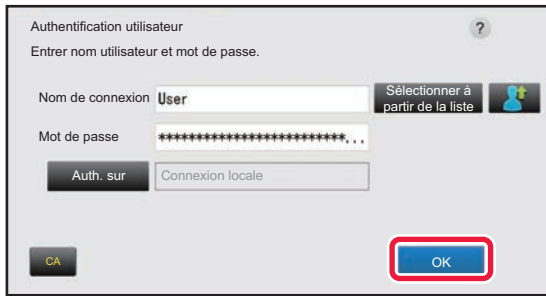 Authentification utilisateur
?
Entrer nom utilisateur et mot de passe.
Nom de connexion
User
Sélectionner à
partir de la liste
Mot de passe
*************************...
Auth. sur
Connexion locale
CA
OK